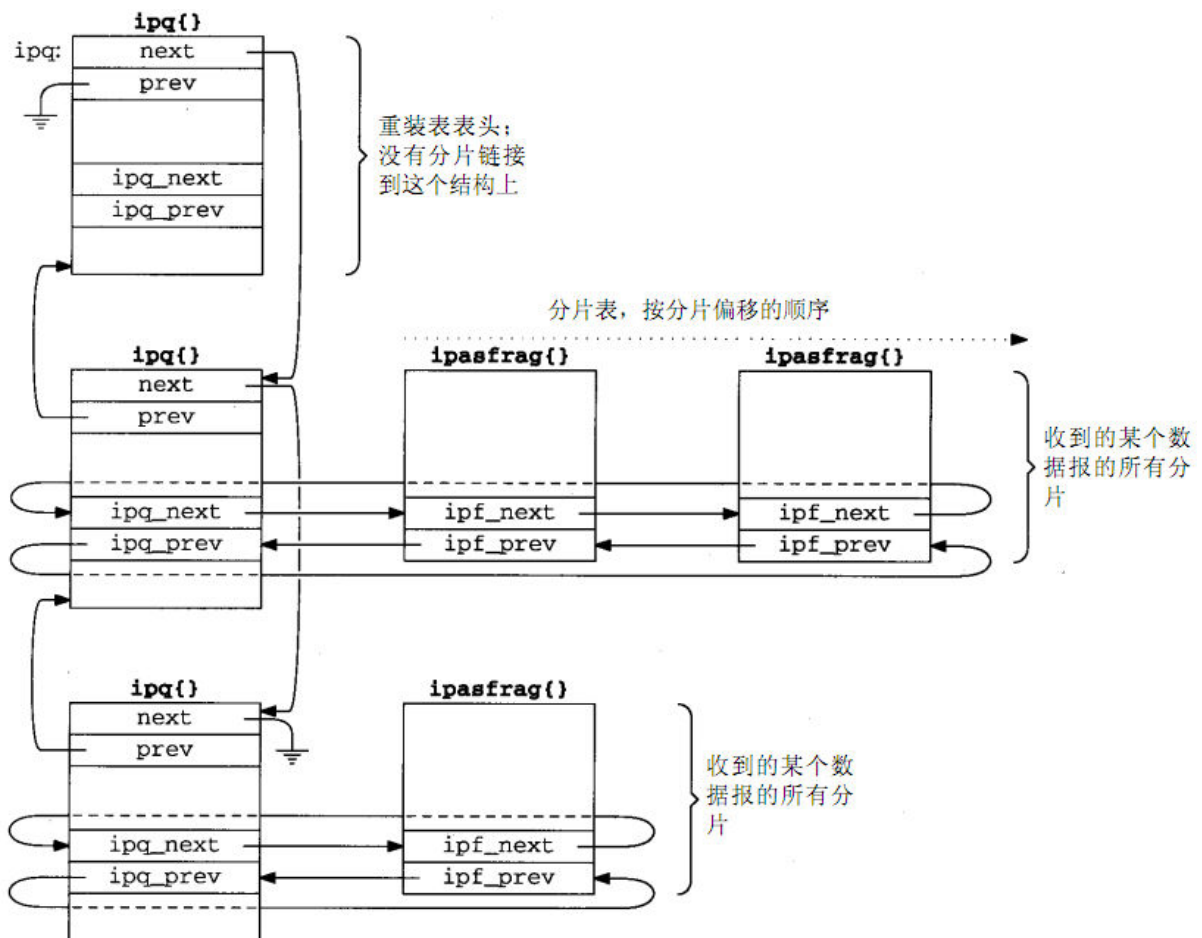 ipq{}
ipq:
next
prev
ipq_next
ipq_prev
重装表表头;
没有分片链接
到这个结构上
分片表，按分片偏移的顺序
ipq{}
ipasfrag{}
ipasfrag{}
next
prev
ipq_next
ipf_next
ipf_next
ipq_prev
ipf_prev
ipf_prev
收到的某个数
据报的所有分
片
ipq{}
ipasfrag{}
next
prev
ipq_next
ipf_next
ipq_prev
ipf_prev
收到的某个数
据报的所有分
片